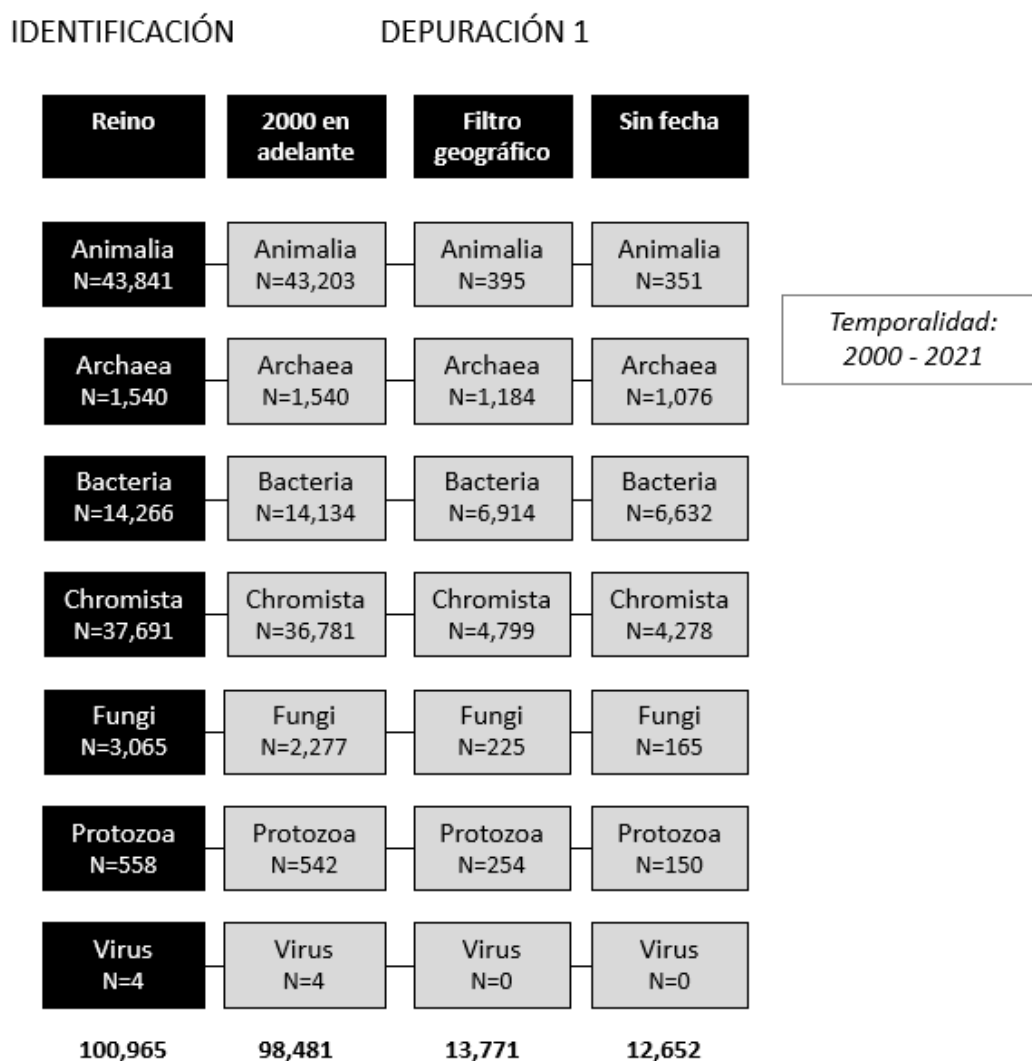 IDENTIFICACIÓN DEPURACIÓN 1
Reino 2000 en adelante Filtro geográfico Sin fecha
Animalia Animalia Animalia Animalia
N=43,841 N=43,203 N=395 N=351
Temporalidad:
2000 - 2021
Archaea Archaea Archaea Archaea
N=1,540 N=1,540 N=1,184 N=1,076
Bacteria Bacteria Bacteria Bacteria
N=14,266 N=14,134 N=6,914 N=6,632
Chromista Chromista Chromista Chromista
N=37,691 N=36,781 N=4,799 N=4,278
Fungi Fungi Fungi Fungi
N=3,065 N=2,277 N=225 N=165
Protozoa Protozoa Protozoa Protozoa
N=558 N=542 N=254 N=150
Virus Virus Virus Virus
N=4 N=4 N=0 N=0
100,965 98,481 13,771 12,652